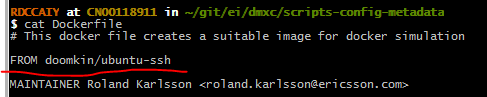 RDCCATY at CN00118911 in ~/git/ei/dmxc/scripts-config-metadata
$ cat Dockerfile
# This docker file creates a suitable image for docker simulation
FROM doomkin/ubuntu-ssh
MAINTAINER Roland Karlsson <roland.karlsson@ericsson.com>